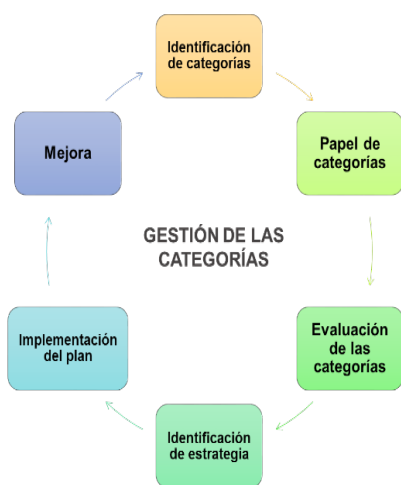 Identificación
de categorías
Papel de
categorías
Evaluación
de las
categorías
Identificación
de estrategia
Implementación
del plan
Mejora
GESTIÓN DE LAS
CATEGORÍAS